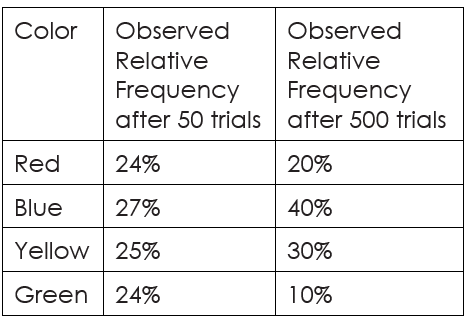 Color
Observed
Relative
Frequency
after 50 trials
Observed
Relative
Frequency
after 500 trials
Red 24% 20%
Blue 27% 40%
Yellow 25% 30%
Green 24% 10%